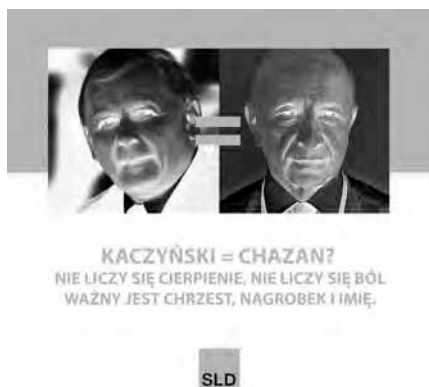 KACZYŃSKI = CHAZAN?
NIE LICZY SIĘ CIERPIENIE, NIE LICZY SIĘ BÓL
WAŻNY JEST CHRZEST, NAGROBEK I IMIĘ.
SLD